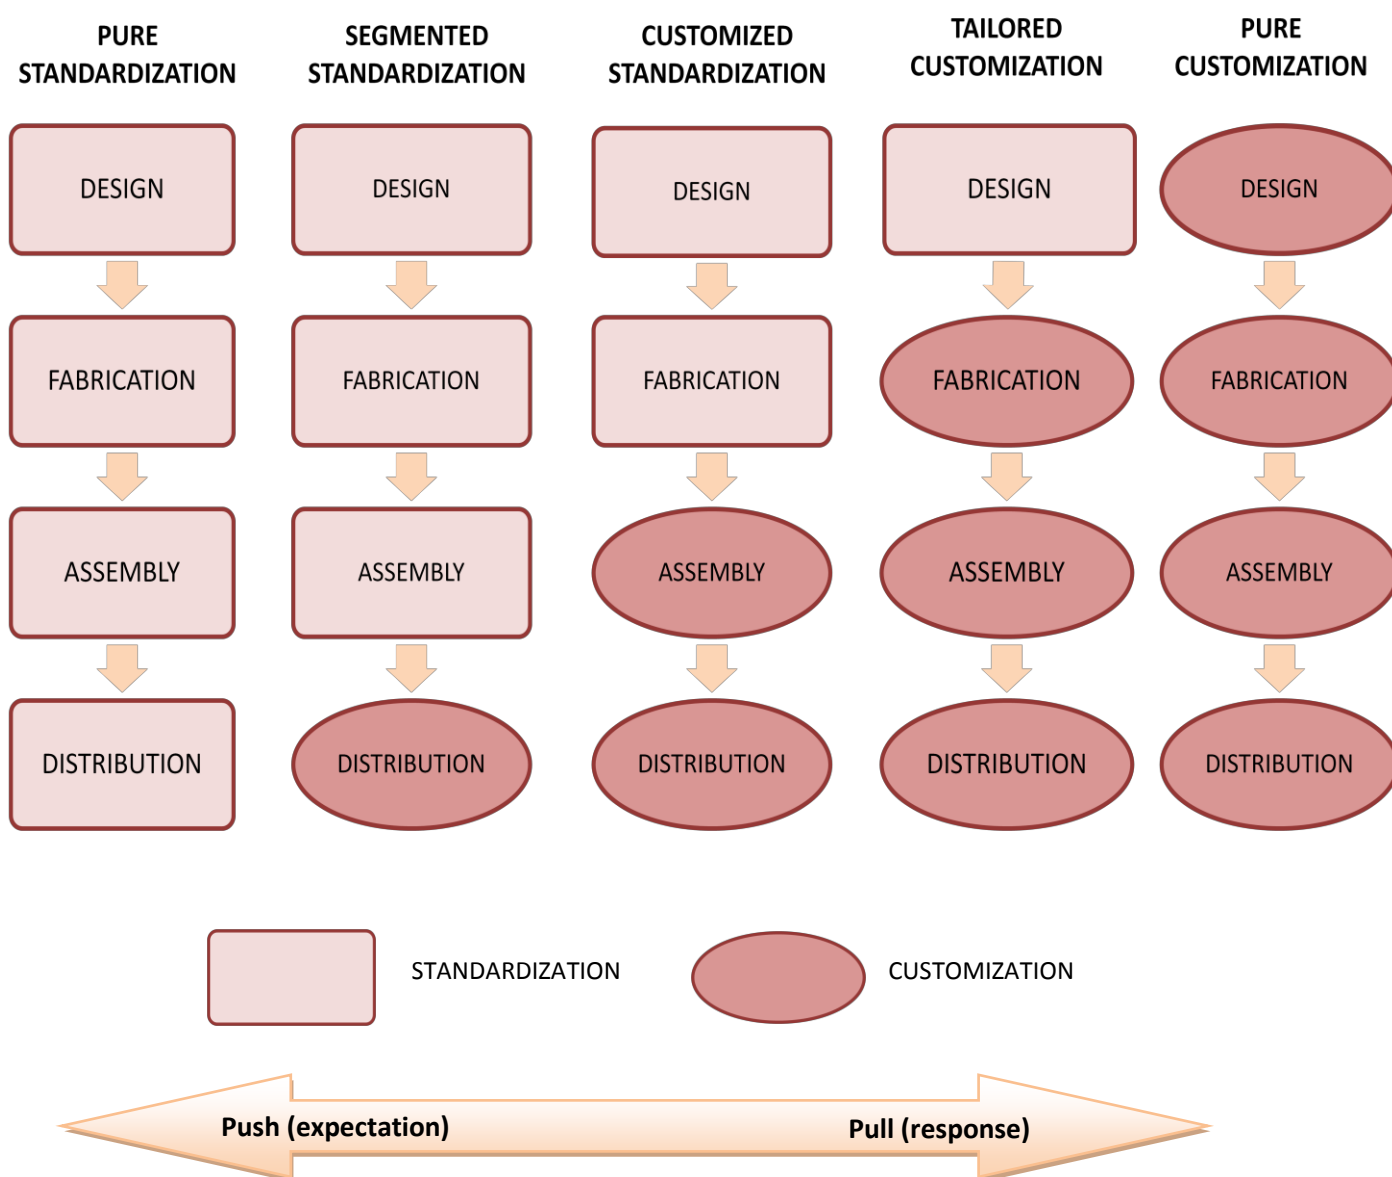 PURE
STANDARDIZATION
SEGMENTED
STANDARDIZATION
CUSTOMIZED
STANDARDIZATION
TAILORED
CUSTOMIZATION
PURE
CUSTOMIZATION
DESIGN
DESIGN
DESIGN
DESIGN
DESIGN
FABRICATION
FABRICATION
FABRICATION
FABRICATION
FABRICATION
ASSEMBLY
ASSEMBLY
ASSEMBLY
ASSEMBLY
ASSEMBLY
DISTRIBUTION
DISTRIBUTION
DISTRIBUTION
DISTRIBUTION
DISTRIBUTION
STANDARDIZATION
CUSTOMIZATION
Push (expectation)
Pull (response)